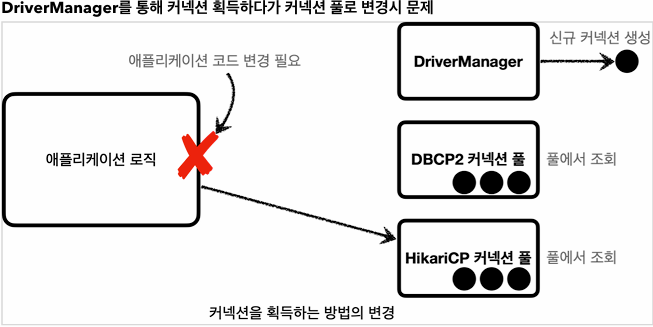 DriverManager를 통해 커넥션 획득하다가 커넥션 풀로 변경시 문제
애플리케이션 코드 변경 필요
DriverManager
신규 커넥션 생성
애플리케이션 로직
DBCP2 커넥션 풀
풀에서 조회
HikariCP 커넥션 풀
풀에서 조회
커넥션을 획득하는 방법의 변경